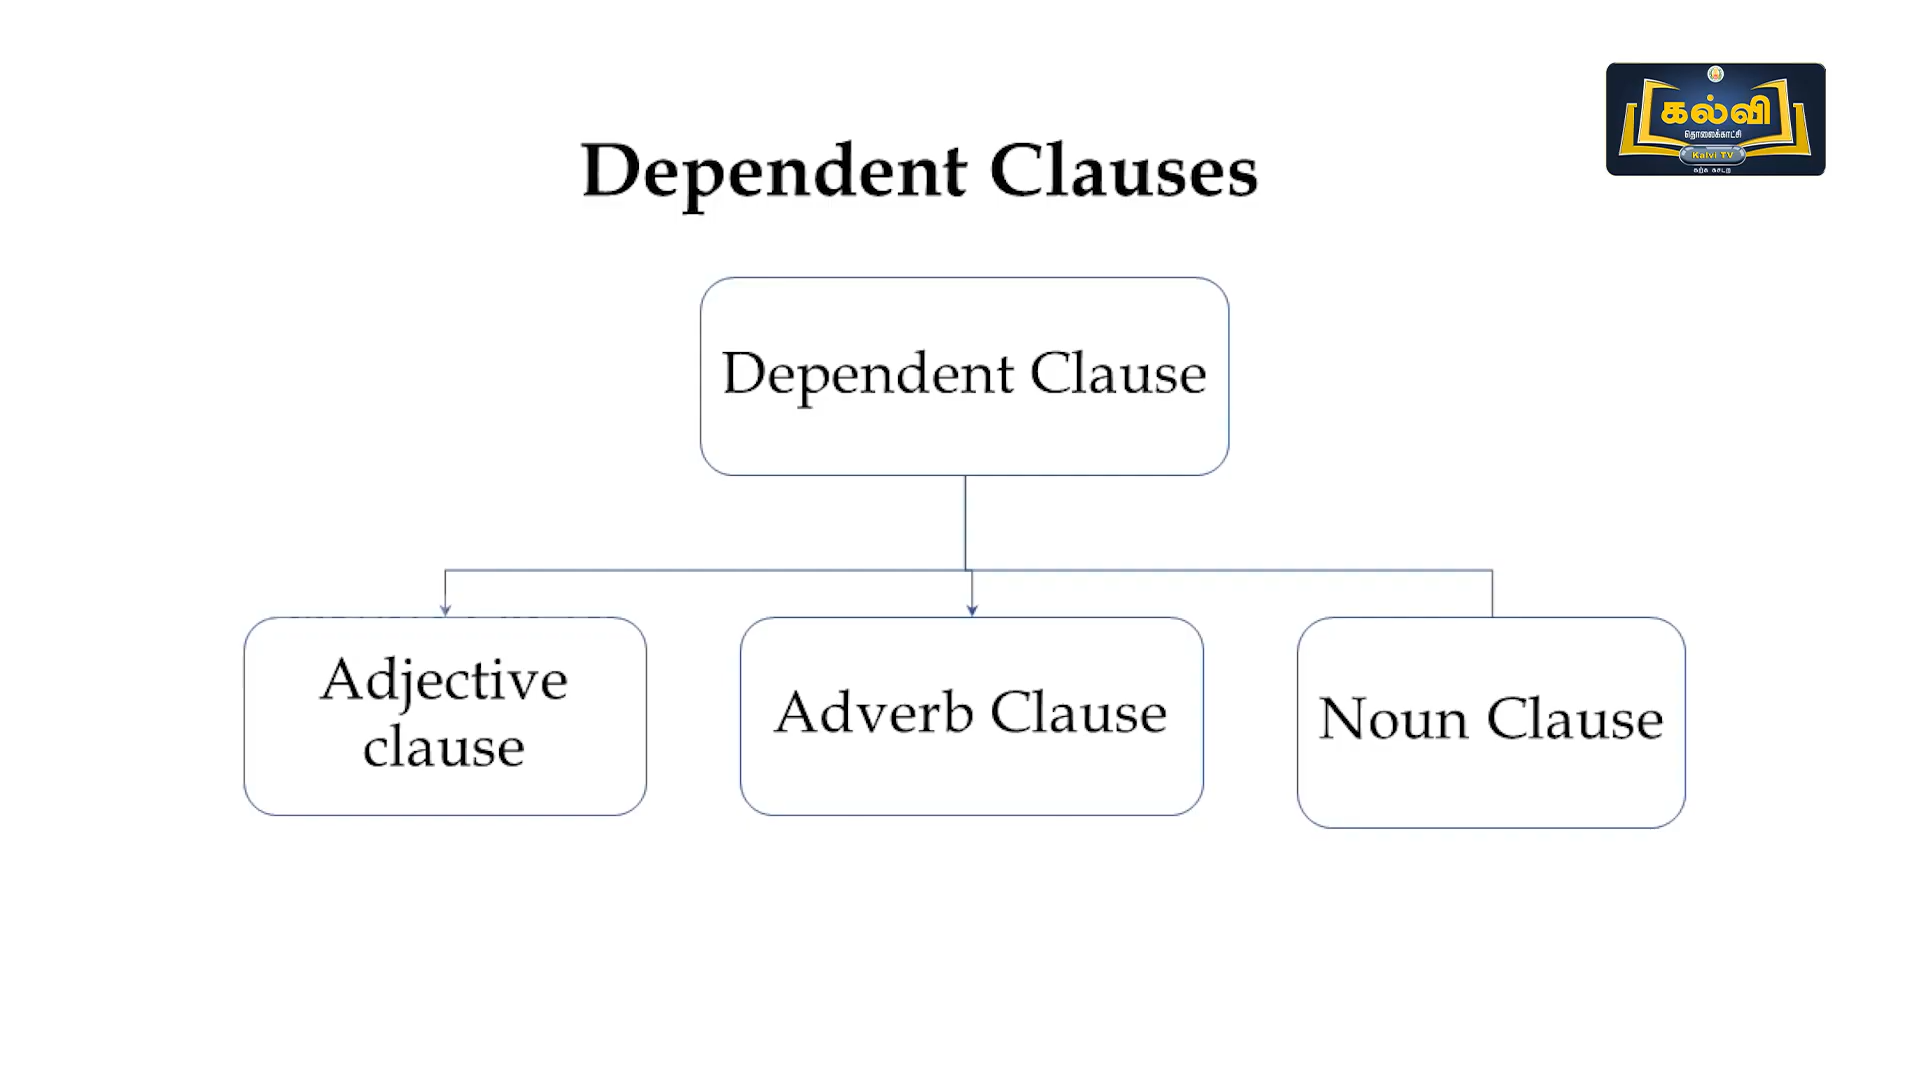 கல்வி
தொலைக்காட்சி
Kalvi TV
Dependent Clauses
Dependent Clause
Adjective
clause
Adverb Clause
Noun Clause